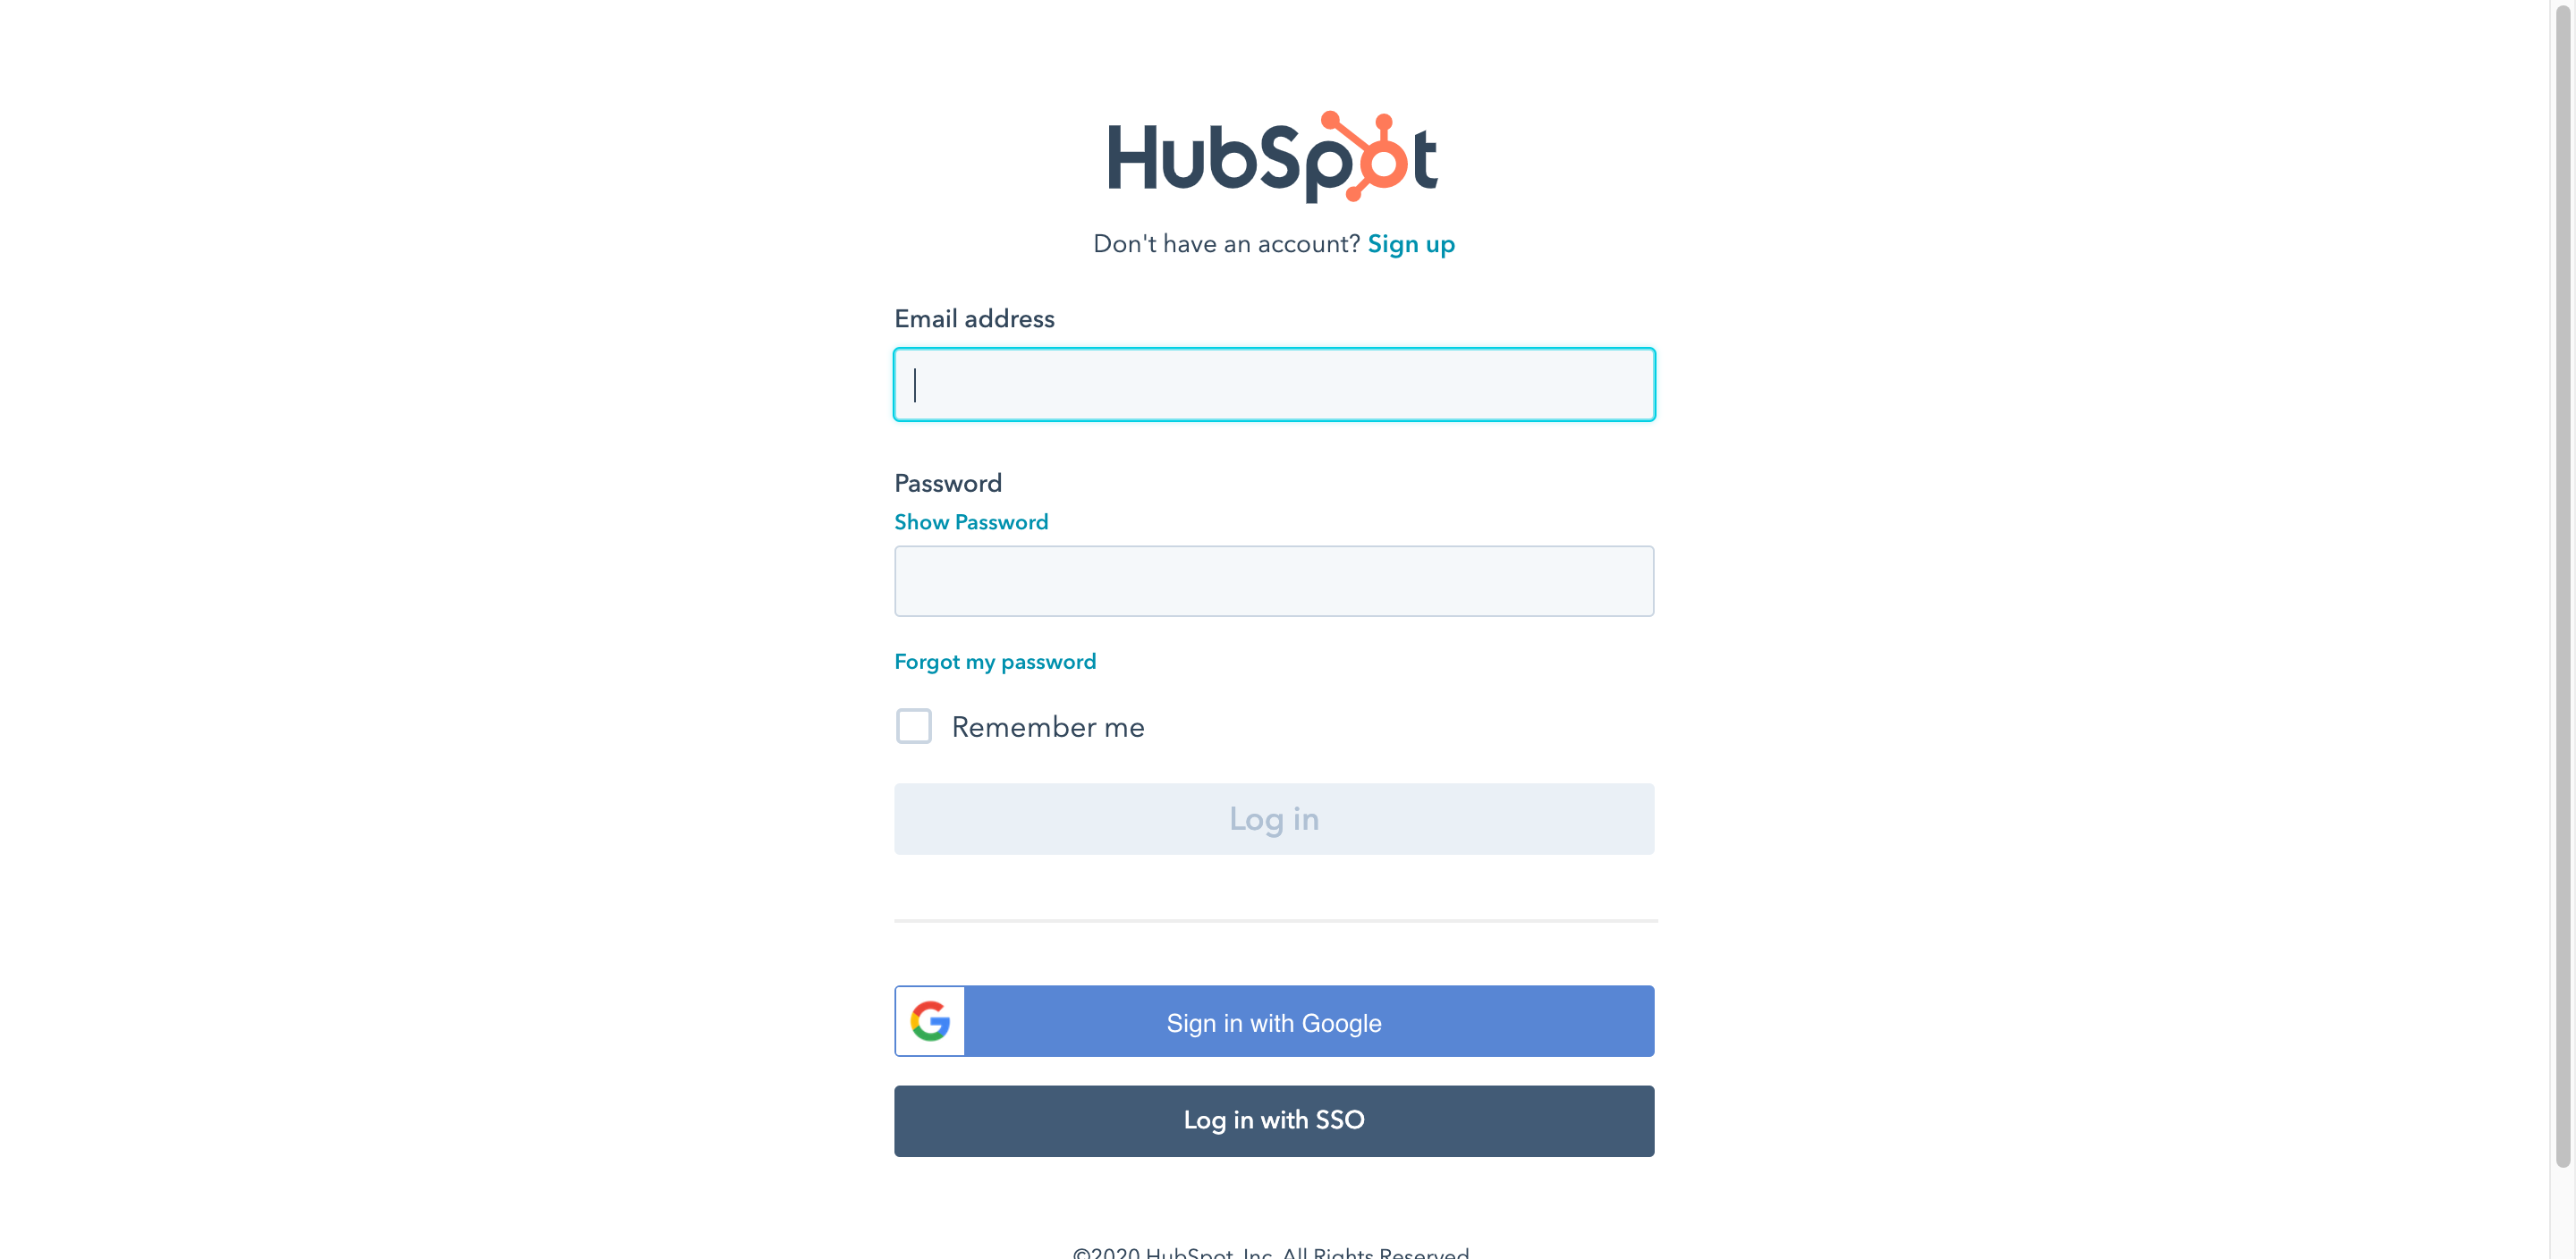 HubSpot
Don't have an account? Sign up
Email address
Password
Show Password
Forgot my password
Remember me
Log in
Sign in with Google
Log in with SSO
©2020 HubSpot, Inc. All Rights Reserved.